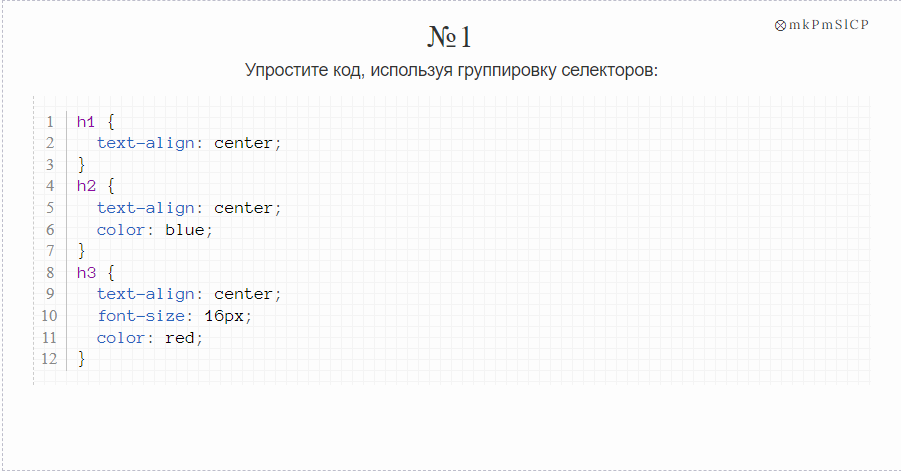 №1
⊗mkPmSlCP
Упростите код, используя группировку селекторов:
1 h1 {
2 text-align: center;
3 }
4 h2 {
5 text-align: center;
6 color: blue;
7 }
8 h3 {
9 text-align: center;
10 font-size: 16px;
11 color: red;
12 }